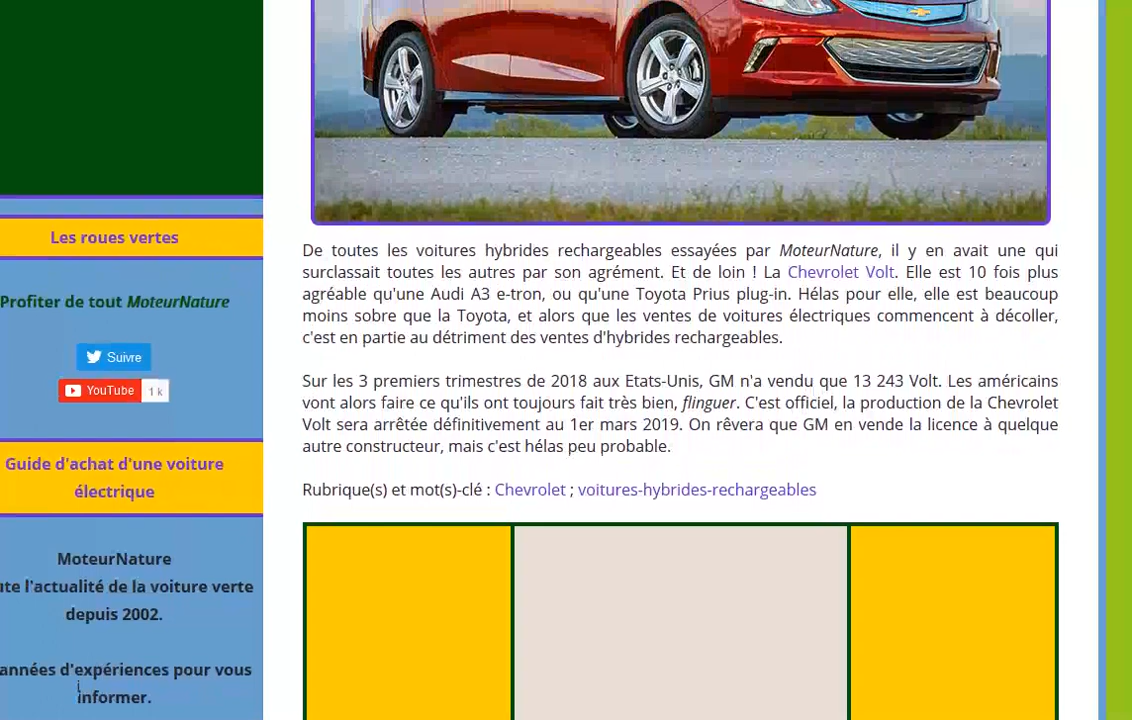 Les roues vertes
Profiter de tout MoteurNature
Suivre
YouTube 1 k
Guide d'achat d'une voiture
électrique
MoteurNature
l'actualité de la voiture verte
depuis 2002.
années d'expériences pour vous
informer.
De toutes les voitures hybrides rechargeables essayées par MoteurNature, il y en avait une qui
surclassait toutes les autres par son agrément. Et de loin ! La Chevrolet Volt. Elle est 10 fois plus
agréable qu'une Audi A3 e-tron, ou qu'une Toyota Prius plug-in. Hélas pour elle, elle est beaucoup
moins sobre que la Toyota, et alors que les ventes de voitures électriques commencent à décoller,
c'est en partie au détriment des ventes d'hybrides rechargeables.
Sur les 3 premiers trimestres de 2018 aux Etats-Unis, GM n'a vendu que 13 243 Volt. Les américains
vont alors faire ce qu'ils ont toujours fait très bien, flinguer. C'est officiel, la production de la Chevrolet
Volt sera arrêtée définitivement au 1er mars 2019. On rêvera que GM en vende la licence à quelque
autre constructeur, mais c'est hélas peu probable.
Rubrique(s) et mot(s)-clé : Chevrolet ; voitures-hybrides-rechargeables